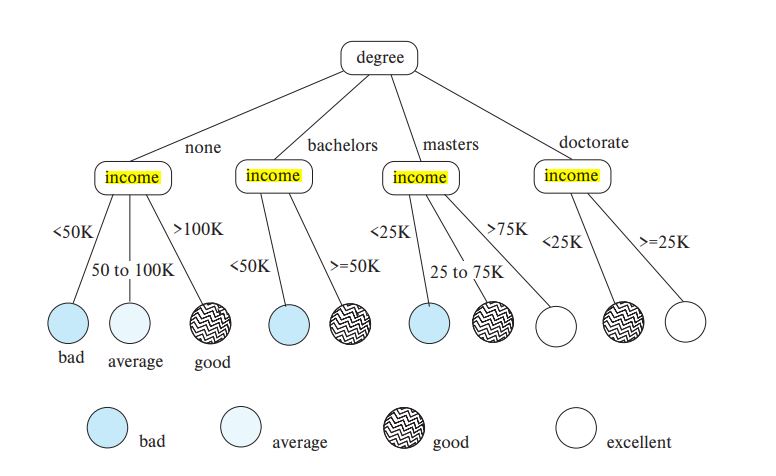 degree
none
bachelors
masters
doctorate
income
income
income
income
<50K
50 to 100K
>100K
<50K
>=50K
<25K
25 to 75K
>75K
<25K
>=25K
bad
average
good
bad
average
good
excellent